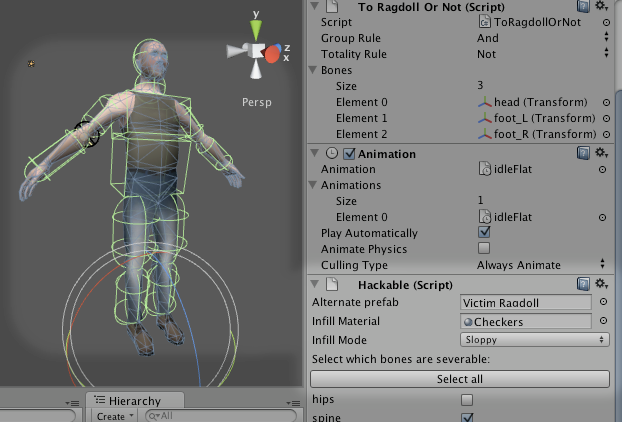 y
z
x
Persp
Hierarchy
Create
All
To Ragdoll Or Not (Script)
Script ToRagdollOrNot
Group Rule And
Totality Rule Not
Bones
Size 3
Element 0 head (Transform)
Element 1 foot_L (Transform)
Element 2 foot_R (Transform)
Animation
Animation idleFlat
Animations
Size 1
Element 0 idleFlat
Play Automatically
Animate Physics
Culling Type Always Animate
Hackable (Script)
Alternate prefab Victim Ragdoll
Infill Material Checkers
Infill Mode Sloppy
Select which bones are severable:
Select all
hips
spine